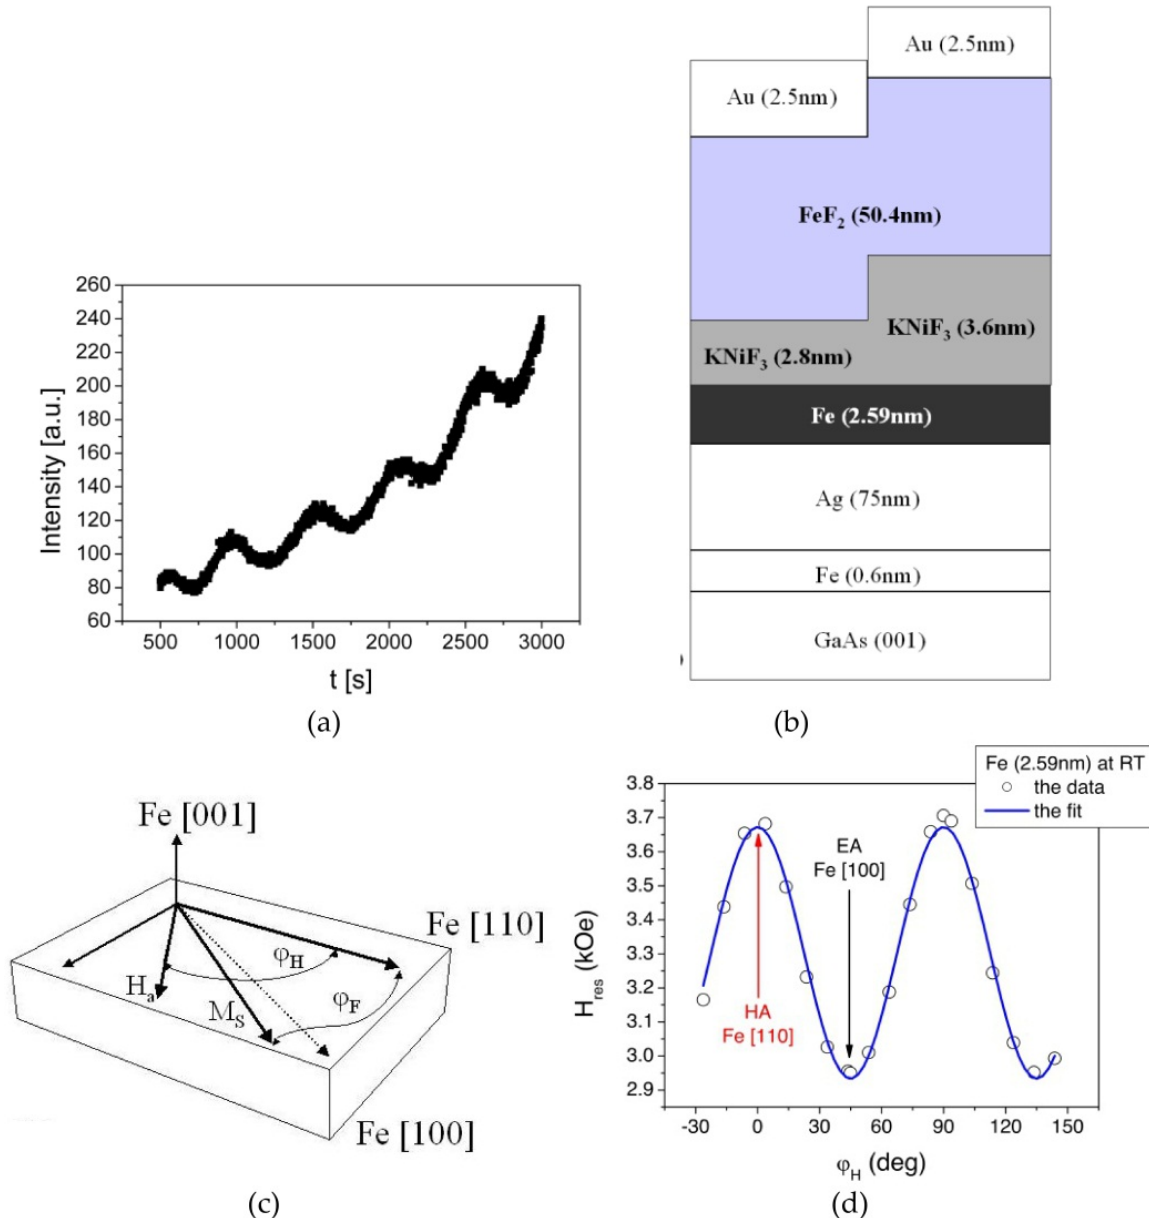 Au (2.5nm)
Au (2.5nm)
FeF2 (50.4nm)
KNiF3 (3.6nm)
KNiF3 (2.8nm)
Fe (2.59nm)
Ag (75nm)
Fe (0.6nm)
GaAs (001)
)
260
240
220
200
180
160
140
120
100
80
60
Intensity [a.u.]
500 1000 1500 2000 2500 3000
t [s]
(a)
(b)
Fe [001]
Fe [110]
φH
Ha
MS
φF
Fe [100]
(c)
Fe (2.59nm) at RT
the data
the fit
3.8
3.7
3.6
3.5
3.4
3.3
3.2
3.1
3.0
2.9
Hres (kOe)
EA
Fe [100]
HA
Fe [110]
-30 0 30 60 90 120 150
φH (deg)
(d)